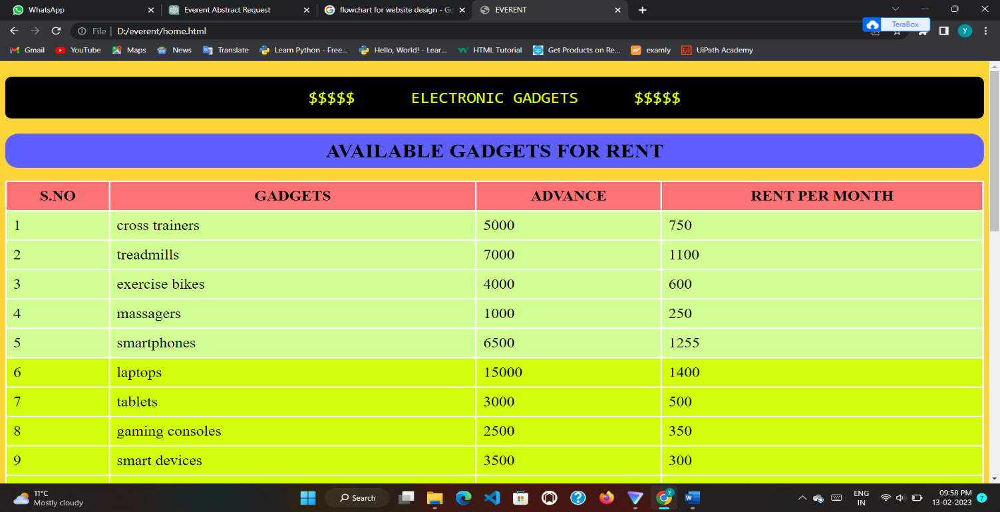 WhatsApp Everent Abstract Request flowchart for website design - Go EVERENT
File D:/everent/home.html TeraBox y
Gmail YouTube Maps News Translate Learn Python - Free... Hello, World! - Lear... HTML Tutorial Get Products on Re... examly UiPath Academy
$$$$$ ELECTRONIC GADGETS $$$$$
AVAILABLE GADGETS FOR RENT
S.NO GADGETS ADVANCE RENT PER MONTH
1 cross trainers 5000 750
2 treadmills 7000 1100
3 exercise bikes 4000 600
4 massagers 1000 250
5 smartphones 6500 1255
6 laptops 15000 1400
7 tablets 3000 500
8 gaming consoles 2500 350
9 smart devices 3500 300
11°C
Mostly cloudy
Search
ENG
IN
09:58 PM
13-02-2023
7